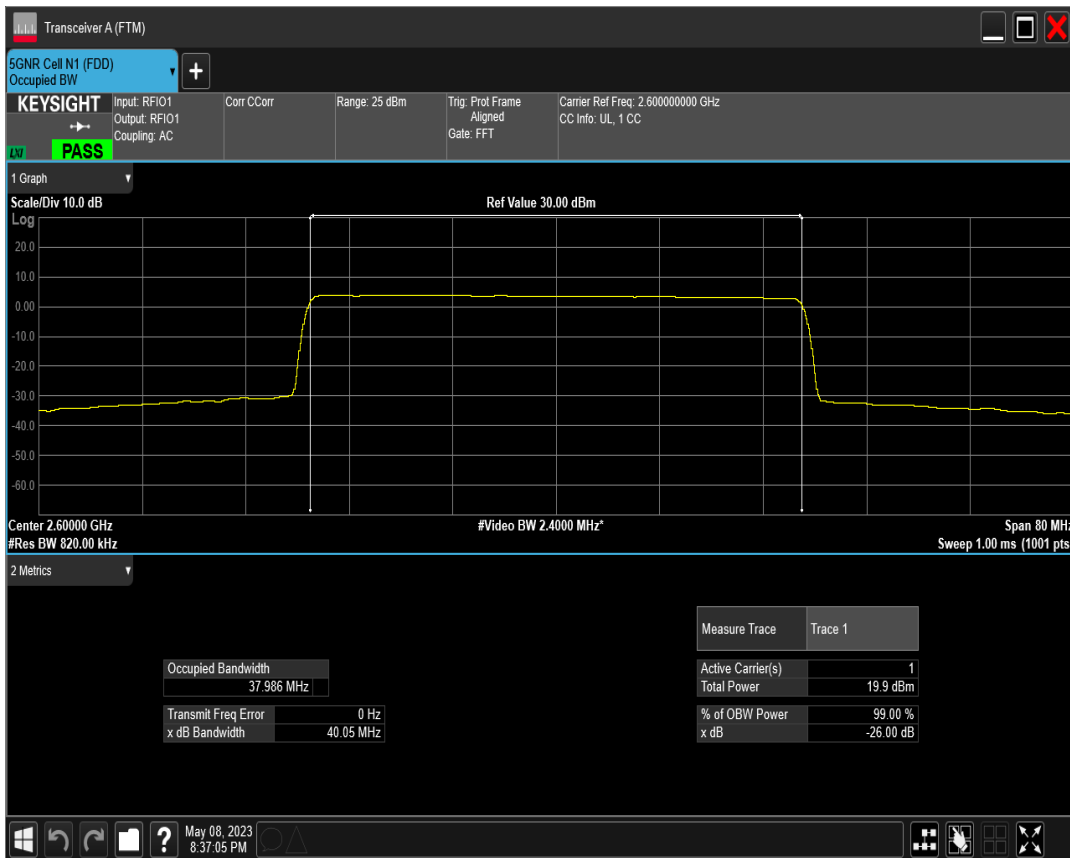 Transceiver A (FTM)
5GNR Cell N1 (FDD)
Occupied BW
+
KEYSIGHT
LXI
PASS
Input: RFIO1
Output: RFIO1
Coupling: AC
Corr CCorr
Range: 25 dBm
Trig: Prot Frame
Aligned
Gate: FFT
Carrier Ref Freq: 2.600000000 GHz
CC Info: UL, 1 CC
1 Graph
Scale/Div 10.0 dB
Ref Value 30.00 dBm
Log
20.0
10.0
0.00
-10.0
-20.0
-30.0
-40.0
-50.0
-60.0
Center 2.60000 GHz
#Video BW 2.4000 MHz*
Span 80 MHz
#Res BW 820.00 kHz
Sweep 1.00 ms (1001 pts
2 Metrics
Measure Trace Trace 1
Occupied Bandwidth
37.986 MHz
Active Carrier(s) 1
Total Power 19.9 dBm
Transmit Freq Error 0 Hz
x dB Bandwidth 40.05 MHz
% of OBW Power 99.00 %
x dB -26.00 dB
?
May 08, 2023
8:37:05 PM